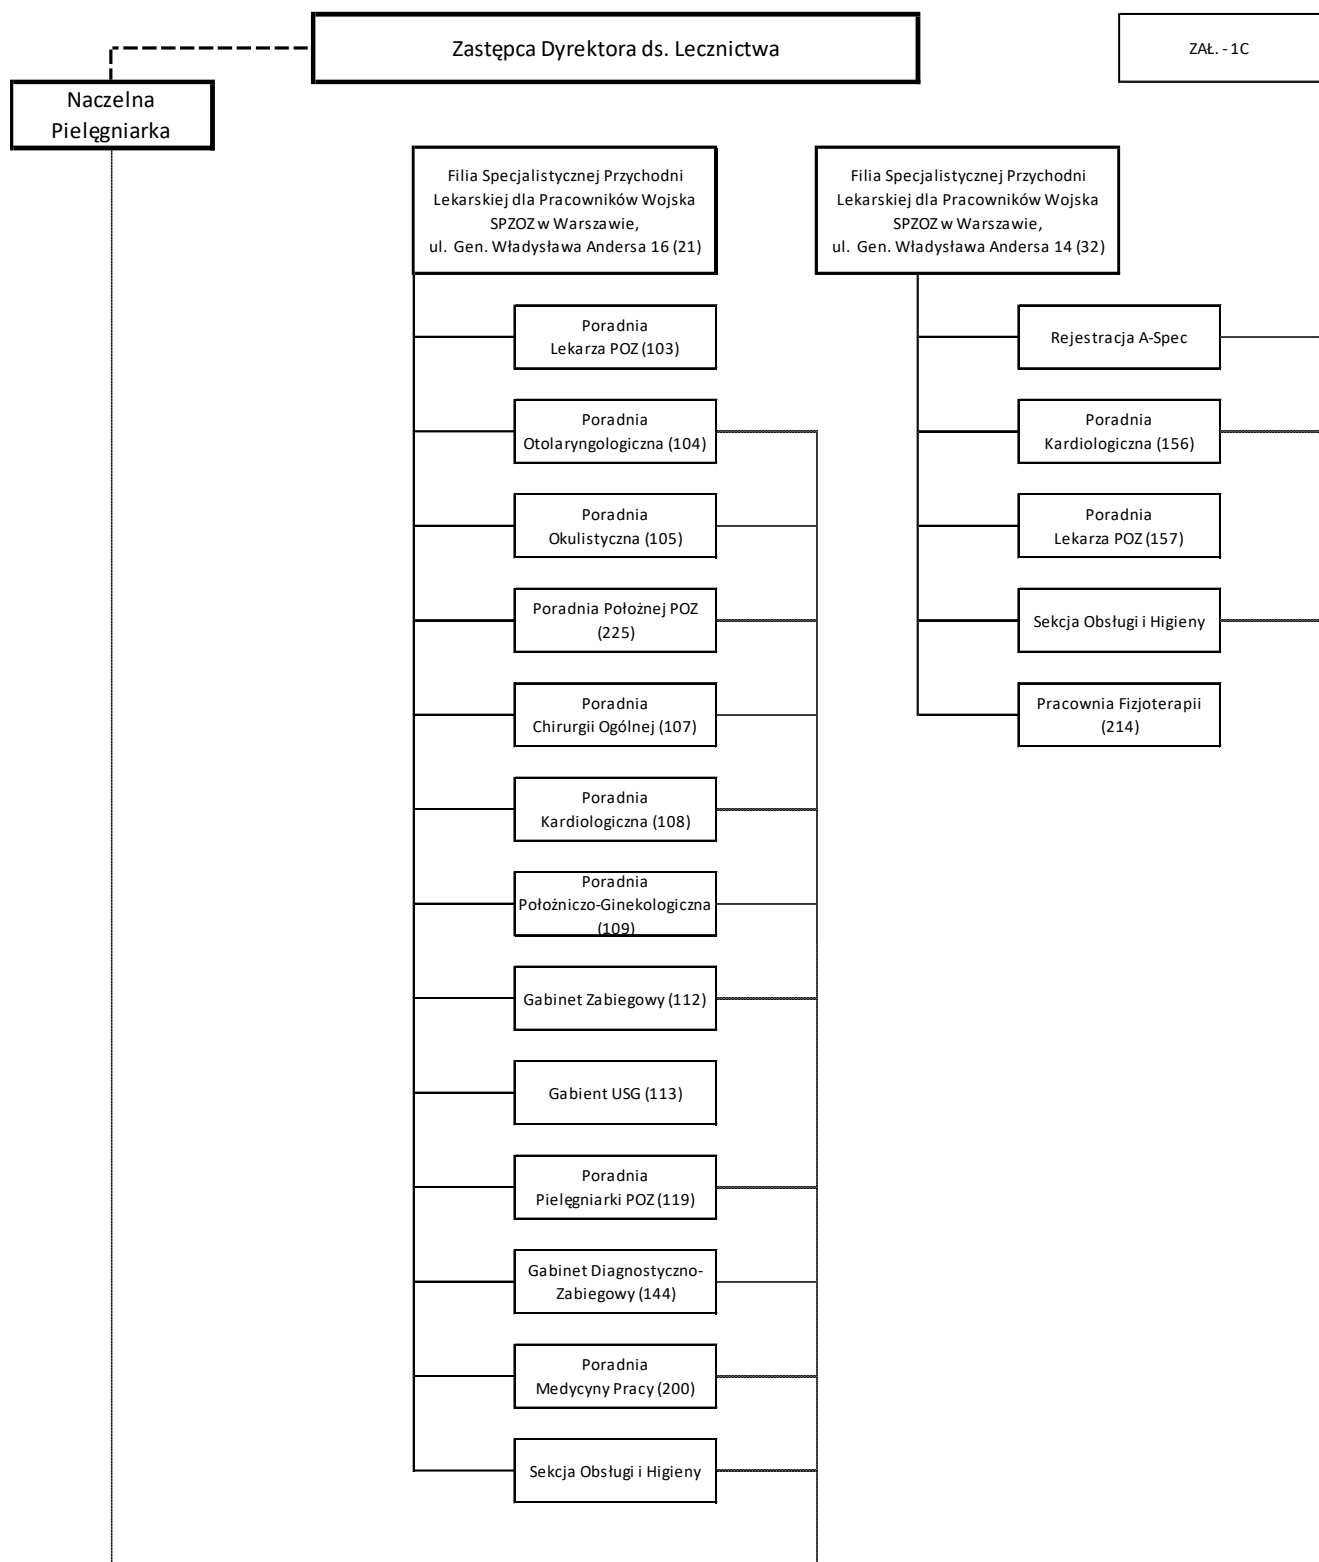 Zastępca Dyrektora ds. Lecznictwa
ZAŁ. - 1C
Naczelna
Pielęgniarka
Filia Specjalistycznej Przychodni
Lekarskiej dla Pracowników Wojska
SPZOZ w Warszawie,
ul. Gen. Władysława Andersa 16 (21)
Poradnia
Lekarza POZ (103)
Poradnia
Otolaryngologiczna (104)
Poradnia
Okulistyczna (105)
Poradnia Położnej POZ
(225)
Poradnia
Chirurgii Ogólnej (107)
Poradnia
Kardiologiczna (108)
Poradnia
Położniczo-Ginekologiczna
(109)
Gabinet Zabiegowy (112)
Gabient USG (113)
Poradnia
Pielęgniarki POZ (119)
Gabinet Diagnostyczno-
Zabiegowy (144)
Poradnia
Medycyny Pracy (200)
Sekcja Obsługi i Higieny
Filia Specjalistycznej Przychodni
Lekarskiej dla Pracowników Wojska
SPZOZ w Warszawie,
ul. Gen. Władysława Andersa 14 (32)
Rejestracja A-Spec
Poradnia
Kardiologiczna (156)
Poradnia
Lekarza POZ (157)
Sekcja Obsługi i Higieny
Pracownia Fizjoterapii
(214)